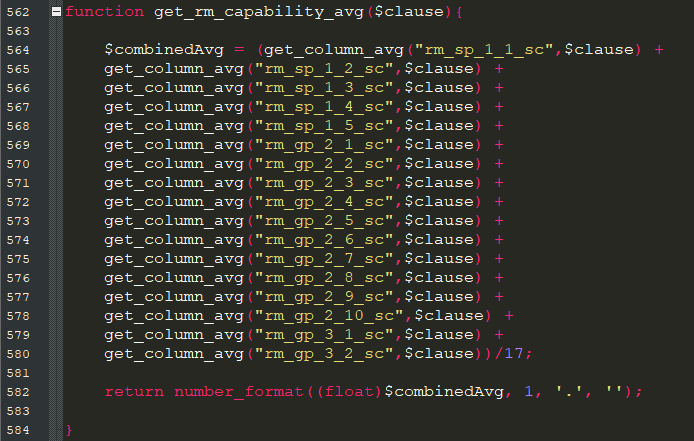 562 function get_rm_capability_avg($clause){
563
564 $combinedAvg = (get_column_avg("rm_sp_1_1_sc",$clause) +
565 get_column_avg("rm_sp_1_2_sc",$clause) +
566 get_column_avg("rm_sp_1_3_sc",$clause) +
567 get_column_avg("rm_sp_1_4_sc",$clause) +
568 get_column_avg("rm_sp_1_5_sc",$clause) +
569 get_column_avg("rm_gp_2_1_sc",$clause) +
570 get_column_avg("rm_gp_2_2_sc",$clause) +
571 get_column_avg("rm_gp_2_3_sc",$clause) +
572 get_column_avg("rm_gp_2_4_sc",$clause) +
573 get_column_avg("rm_gp_2_5_sc",$clause) +
574 get_column_avg("rm_gp_2_6_sc",$clause) +
575 get_column_avg("rm_gp_2_7_sc",$clause) +
576 get_column_avg("rm_gp_2_8_sc",$clause) +
577 get_column_avg("rm_gp_2_9_sc",$clause) +
578 get_column_avg("rm_gp_2_10_sc",$clause) +
579 get_column_avg("rm_gp_3_1_sc",$clause) +
580 get_column_avg("rm_gp_3_2_sc",$clause))/17;
581
582 return number_format((float)$combinedAvg, 1, '.', '');
583
584 }